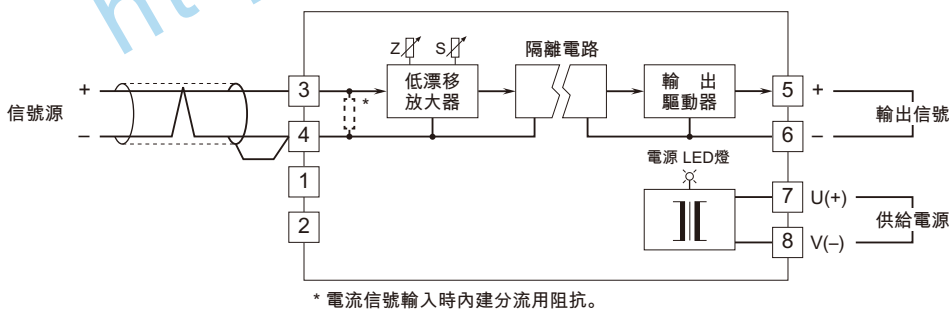 Z S 隔離電路
+ 3 低漂移 輸 出 5 +
信號源 * 放大器 驅動器 輸出信號
– 4 6 –
1 電源 LED燈
7 U(+)
2 供給電源
8 V(–)
* 電流信號輸入時內建分流用阻抗。